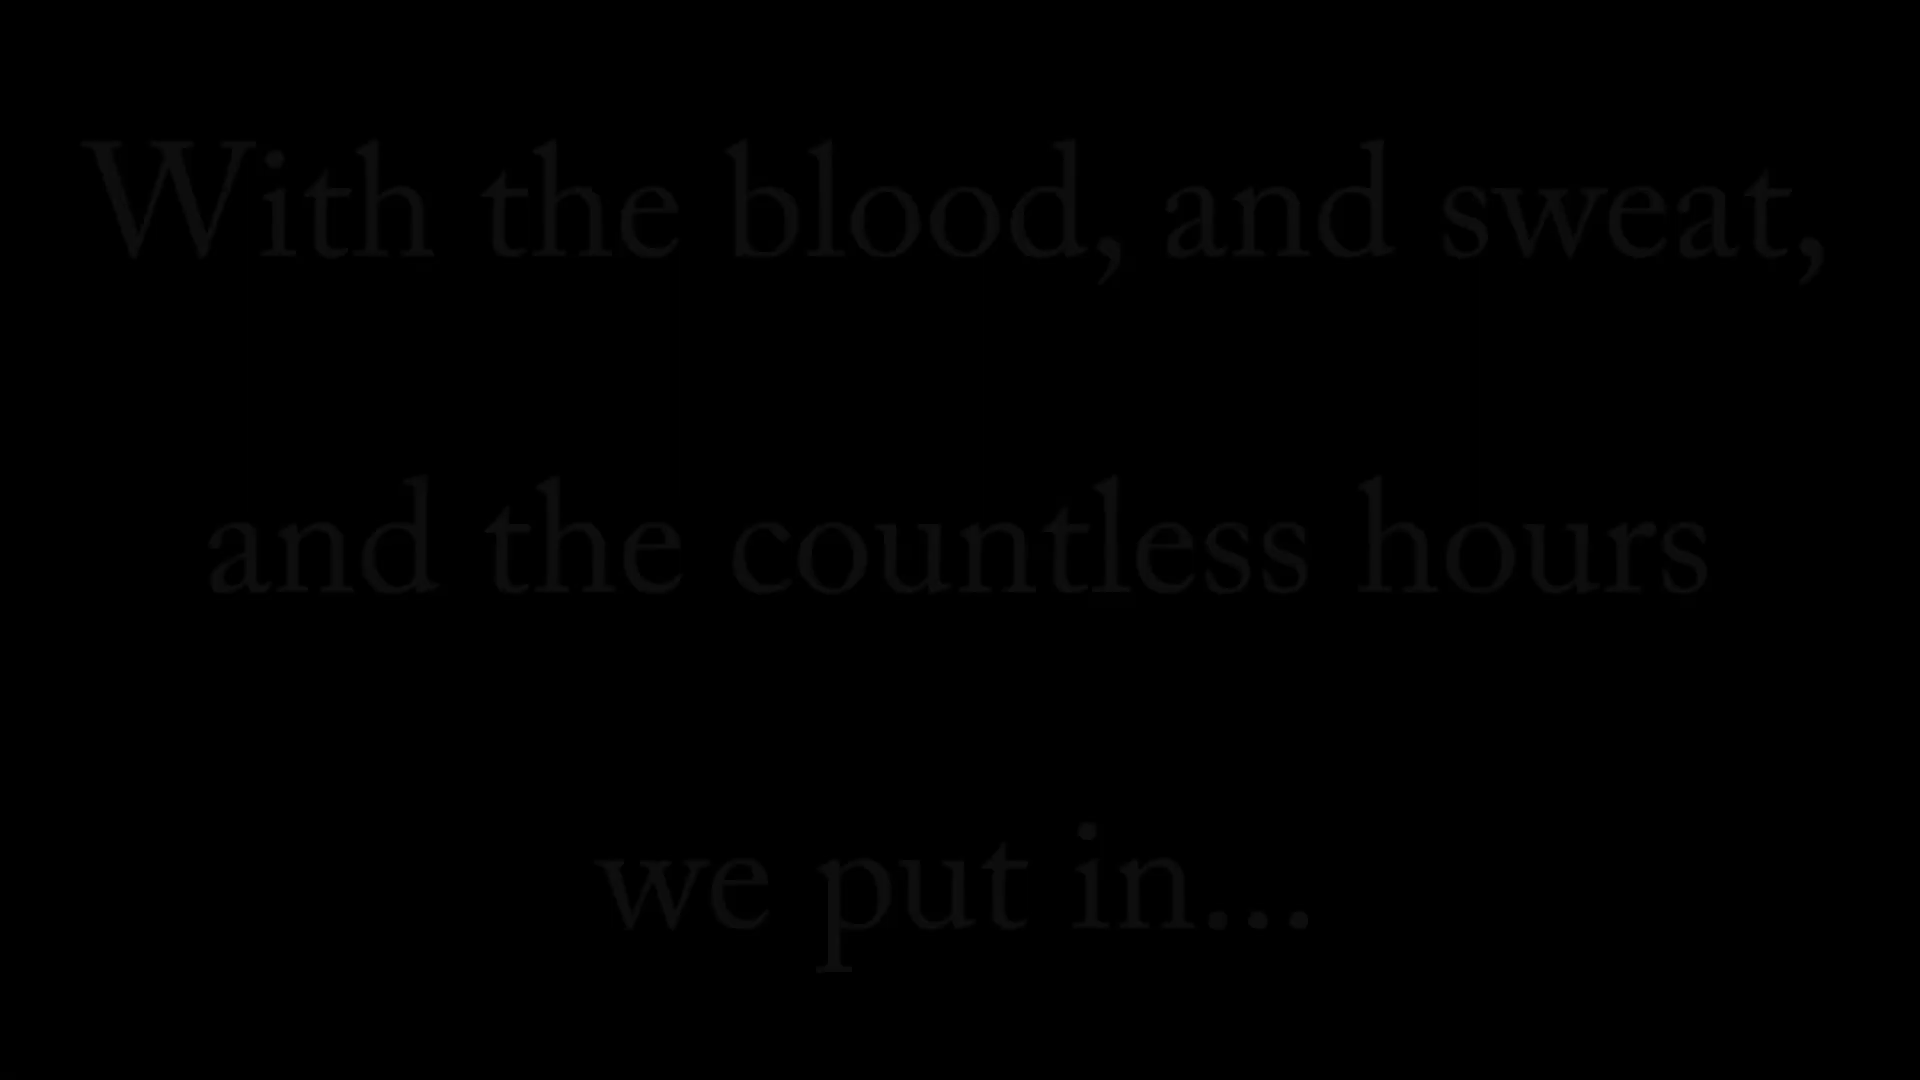 With the blood, and sweat,
and the countless hours
we put in...